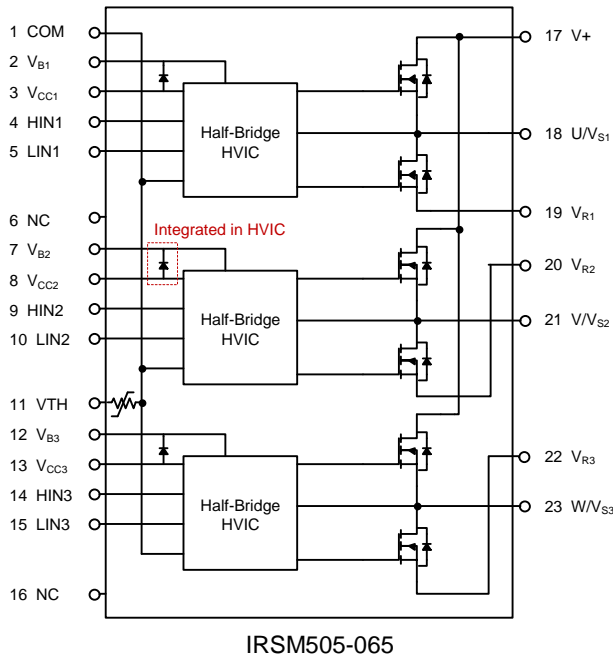 1 COM
2 VB1
3 VCC1
4 HIN1
5 LIN1
6 NC
7 VB2
8 VCC2
9 HIN2
10 LIN2
11 VTH
12 VB3
13 VCC3
14 HIN3
15 LIN3
16 NC
Half-Bridge
HVIC
Integrated in HVIC
Half-Bridge
HVIC
Half-Bridge
HVIC
17 V+
18 U/VS1
19 VR1
20 VR2
21 V/VS2
22 VR3
23 W/VS3
IRSM505-065